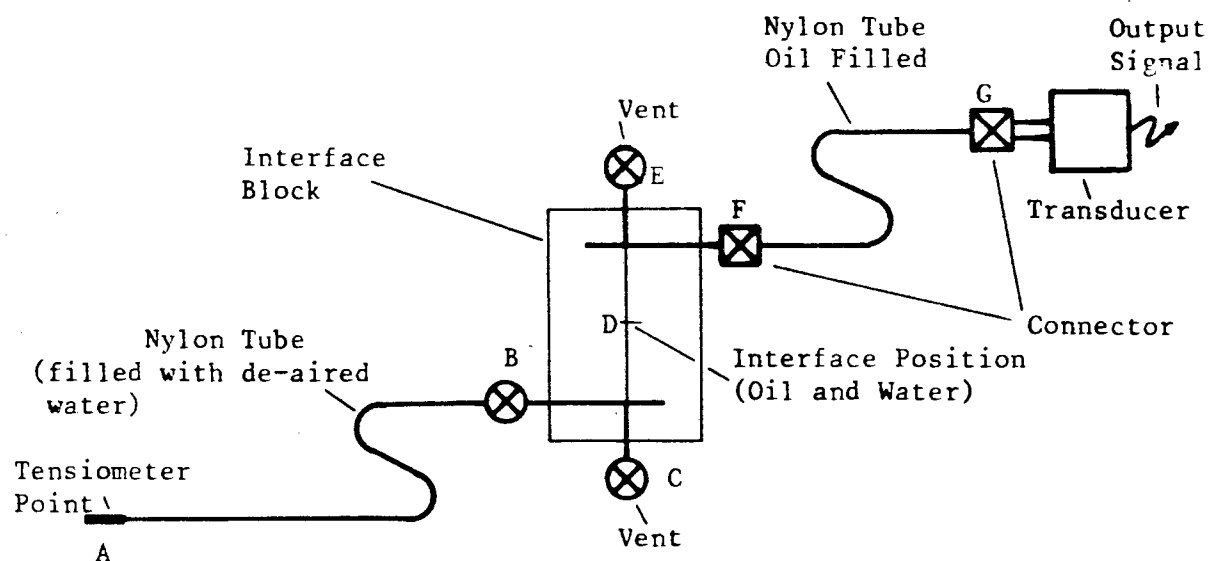 Nylon Tube
Oil Filled
Output
Signal
G
Vent
E
Interface
Block
F
Transducer
D
Connector
Nylon Tube
(filled with de-aired
water)
B
Interface Position
(Oil and Water)
Tensiometer
Point
C
Vent
A